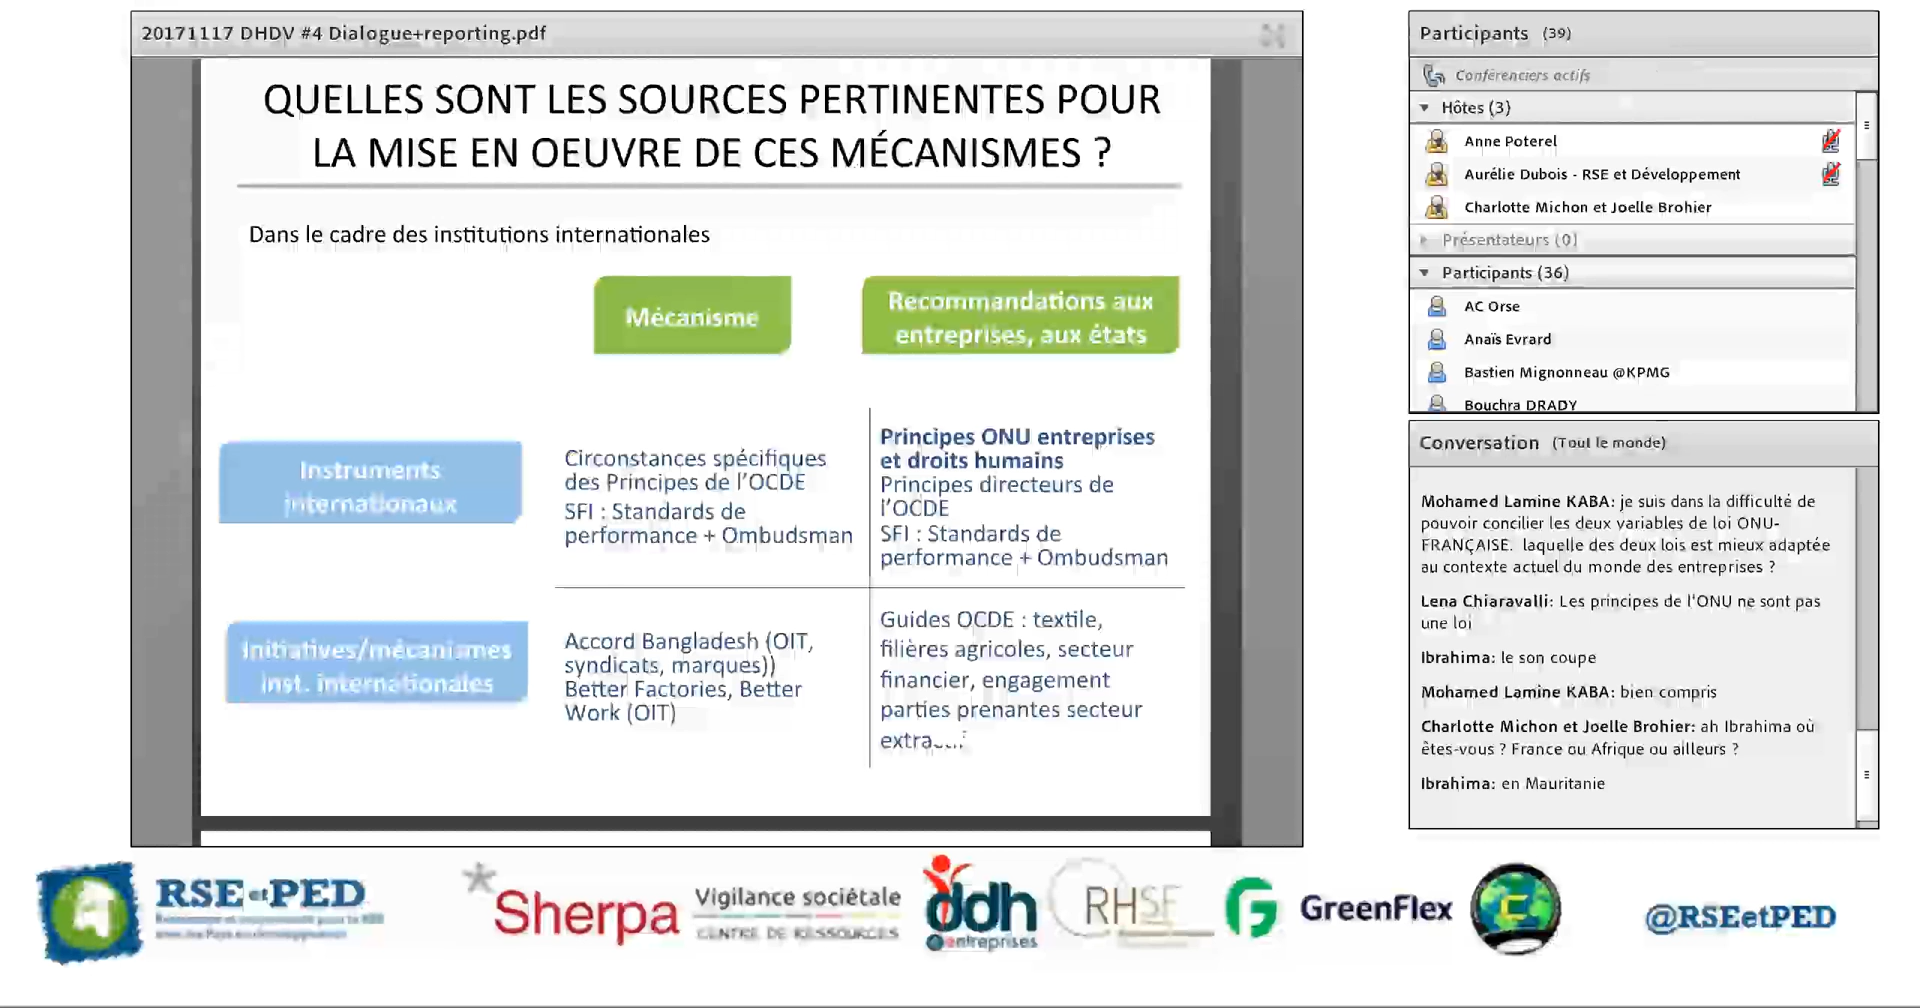 20171117 DHDV #4 Dialogue+reporting.pdf
QUELLES SONT LES SOURCES PERTINENTES POUR
LA MISE EN OEUVRE DE CES MÉCANISMES ?
Dans le cadre des institutions internationales
Mécanisme
Recommandations aux
entreprises, aux états
Instruments
internationaux
Circonstances spécifiques
des Principes de l'OCDE
SFI : Standards de
performance + Ombudsman
Principes ONU entreprises
et droits humains
Principes directeurs de
l'OCDE
SFI : Standards de
performance + Ombudsman
Initiatives/mécanismes
inst. internationales
Accord Bangladesh (OIT,
syndicats, marques))
Better Factories, Better
Work (OIT)
Guides OCDE : textile,
filières agricoles, secteur
financier, engagement
parties prenantes secteur
Participants (39)
Conférenciers actifs
Hôtes (3)
Anne Poterel
Aurélie Dubois - RSE et Développement
Charlotte Michon et Joelle Brohier
Présentateurs (0)
Participants (36)
AC Orse
Anaïs Evrard
Bastien Mignonneau @KPMG
Bouchra DRADY
Conversation (Tout le monde)
Mohamed Lamine KABA: je suis dans la difficulté de
pouvoir concilier les deux variables de loi ONU-
FRANÇAISE. laquelle des deux lois est mieux adaptée
au contexte actuel du monde des entreprises ?
Lena Chiaravalli: Les principes de l'ONU ne sont pas
une loi
Ibrahima: le son coupe
Mohamed Lamine KABA: bien compris
Charlotte Michon et Joelle Brohier: ah Ibrahima où
êtes-vous ? France ou Afrique ou ailleurs ?
Ibrahima: en Mauritanie
RSE et PED
Sherpa
Vigilance sociétale
CENTRE DE RESSOURCES
ddh
entreprises
RHSF
GreenFlex
@RSEetPED